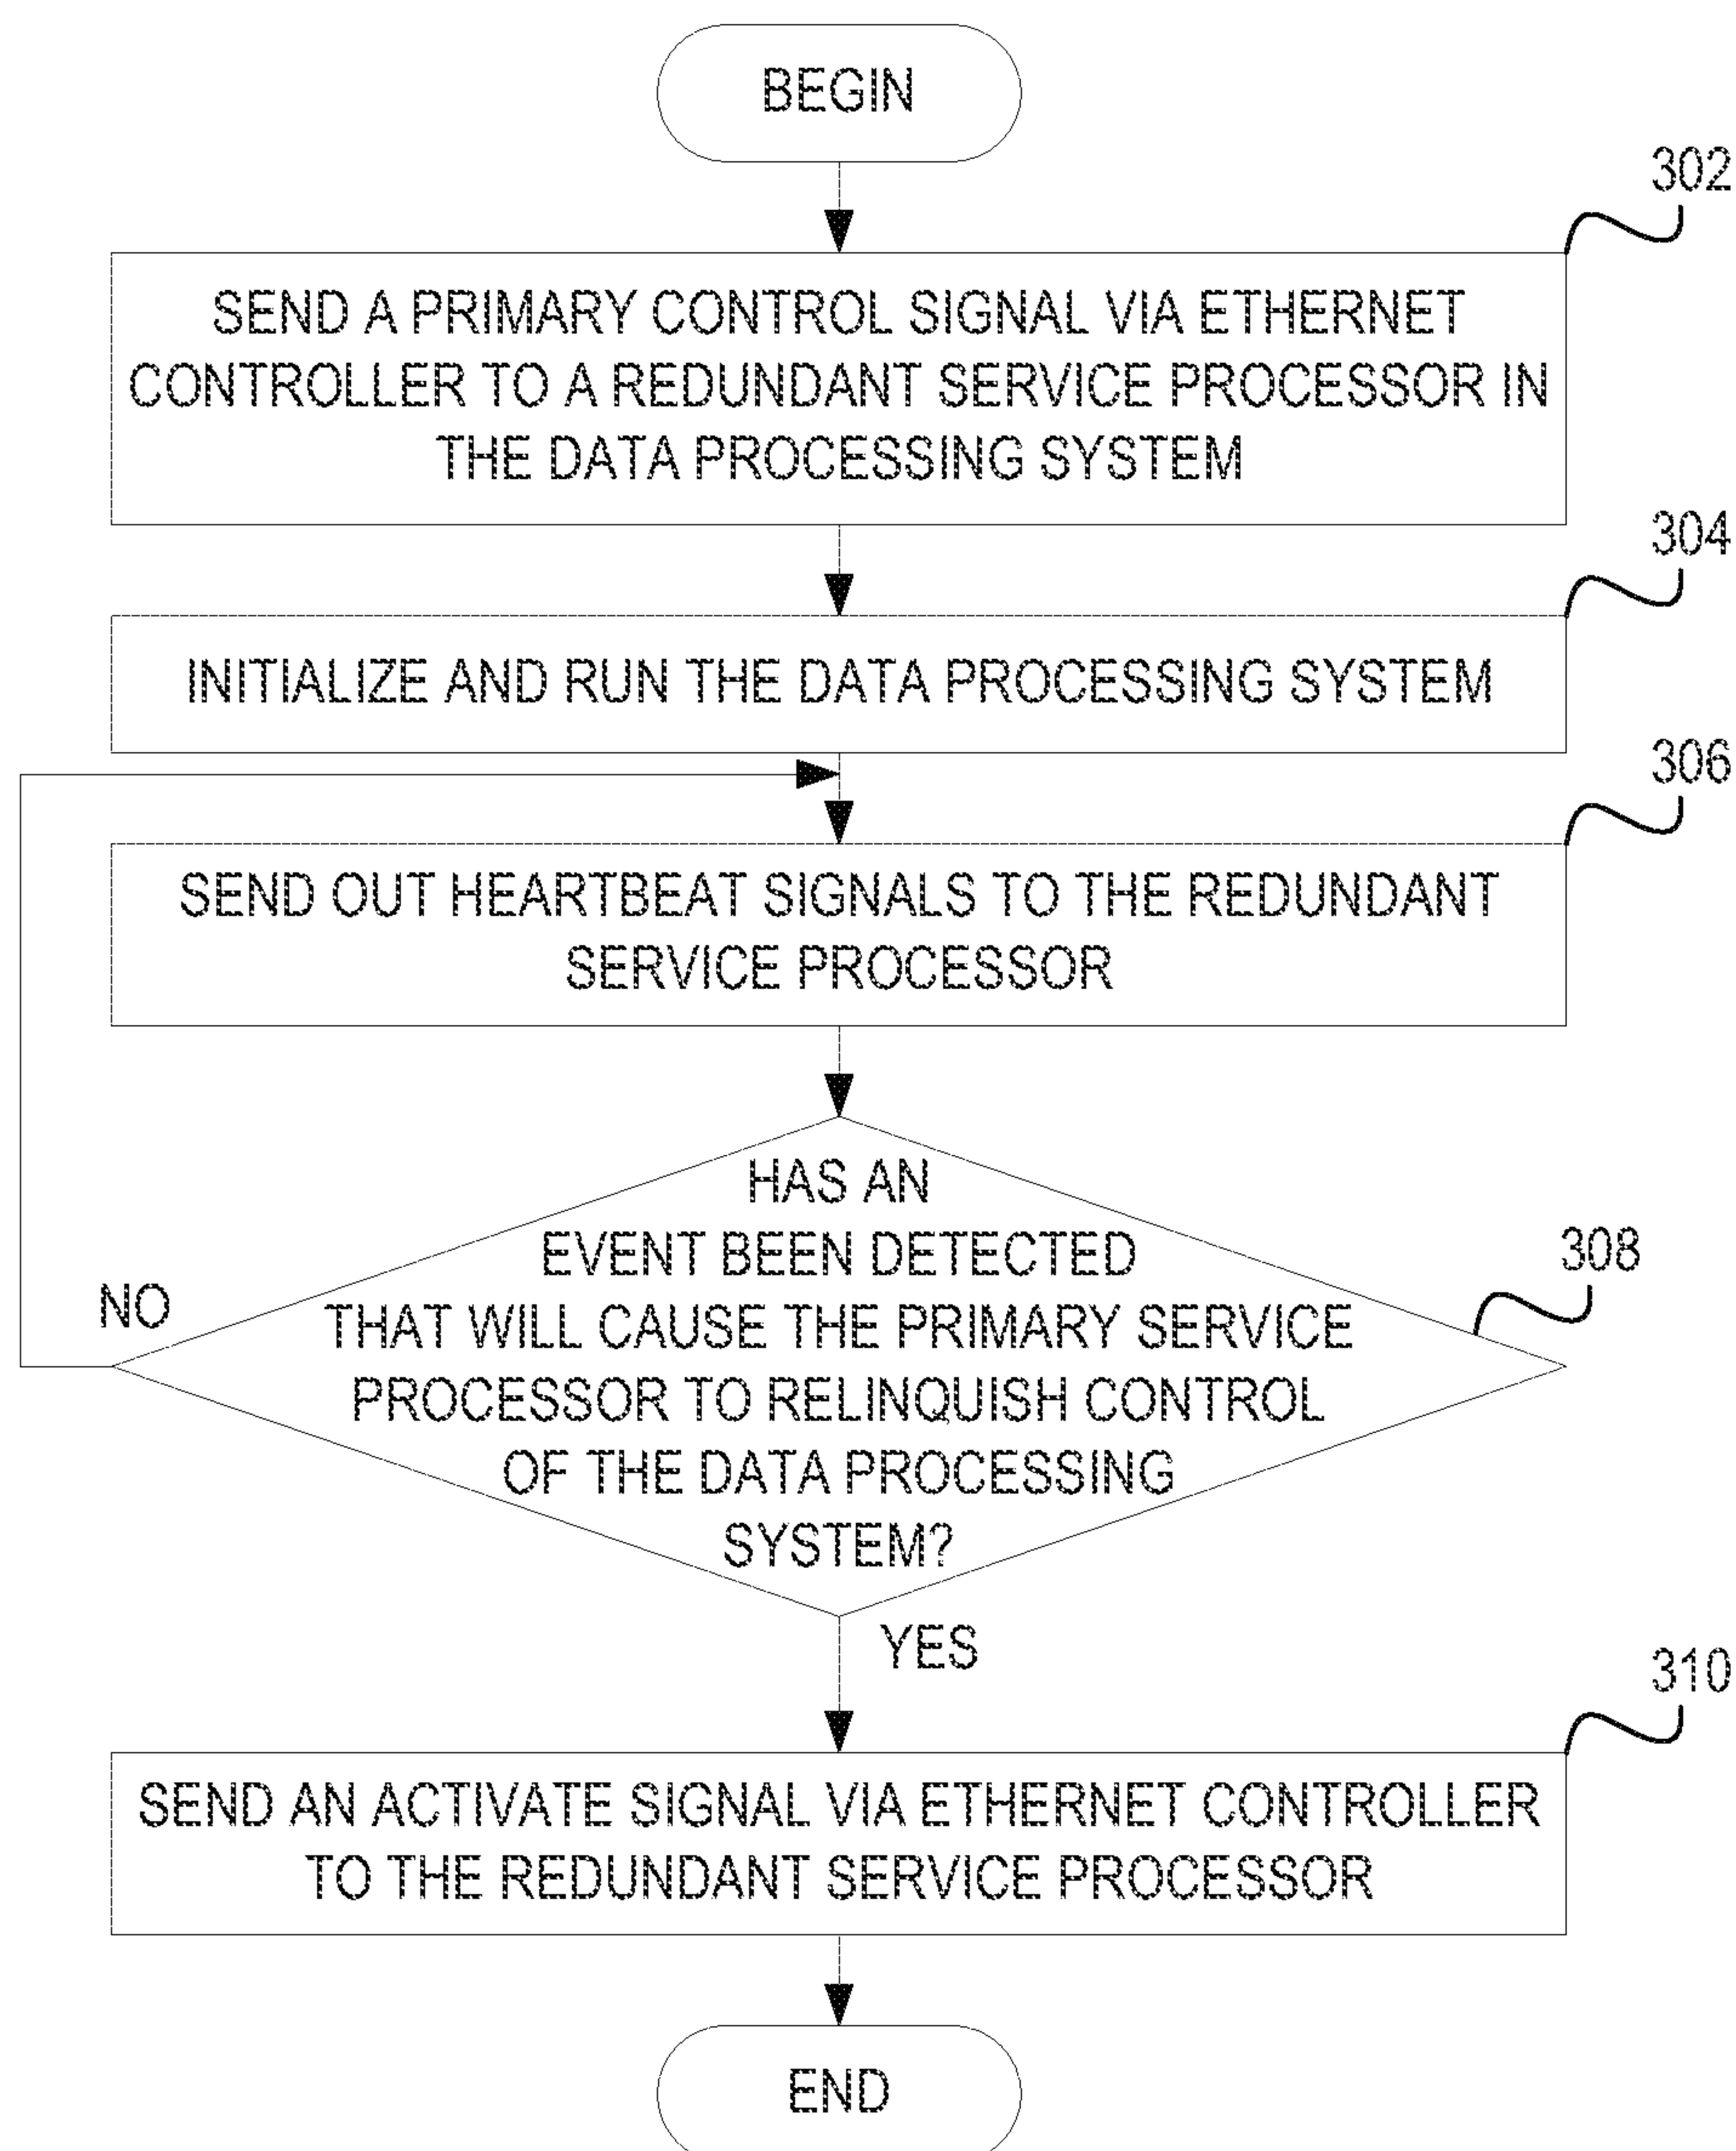 BEGIN
302
SEND A PRIMARY CONTROL SIGNAL VIA ETHERNET
CONTROLLER TO A REDUNDANT SERVICE PROCESSOR IN
THE DATA PROCESSING SYSTEM
304
INITIALIZE AND RUN THE DATA PROCESSING SYSTEM
306
SEND OUT HEARTBEAT SIGNALS TO THE REDUNDANT
SERVICE PROCESSOR
HAS AN
EVENT BEEN DETECTED
THAT WILL CAUSE THE PRIMARY SERVICE
PROCESSOR TO RELINQUISH CONTROL
OF THE DATA PROCESSING
SYSTEM?
308
NO
YES
310
SEND AN ACTIVATE SIGNAL VIA ETHERNET CONTROLLER
TO THE REDUNDANT SERVICE PROCESSOR
END